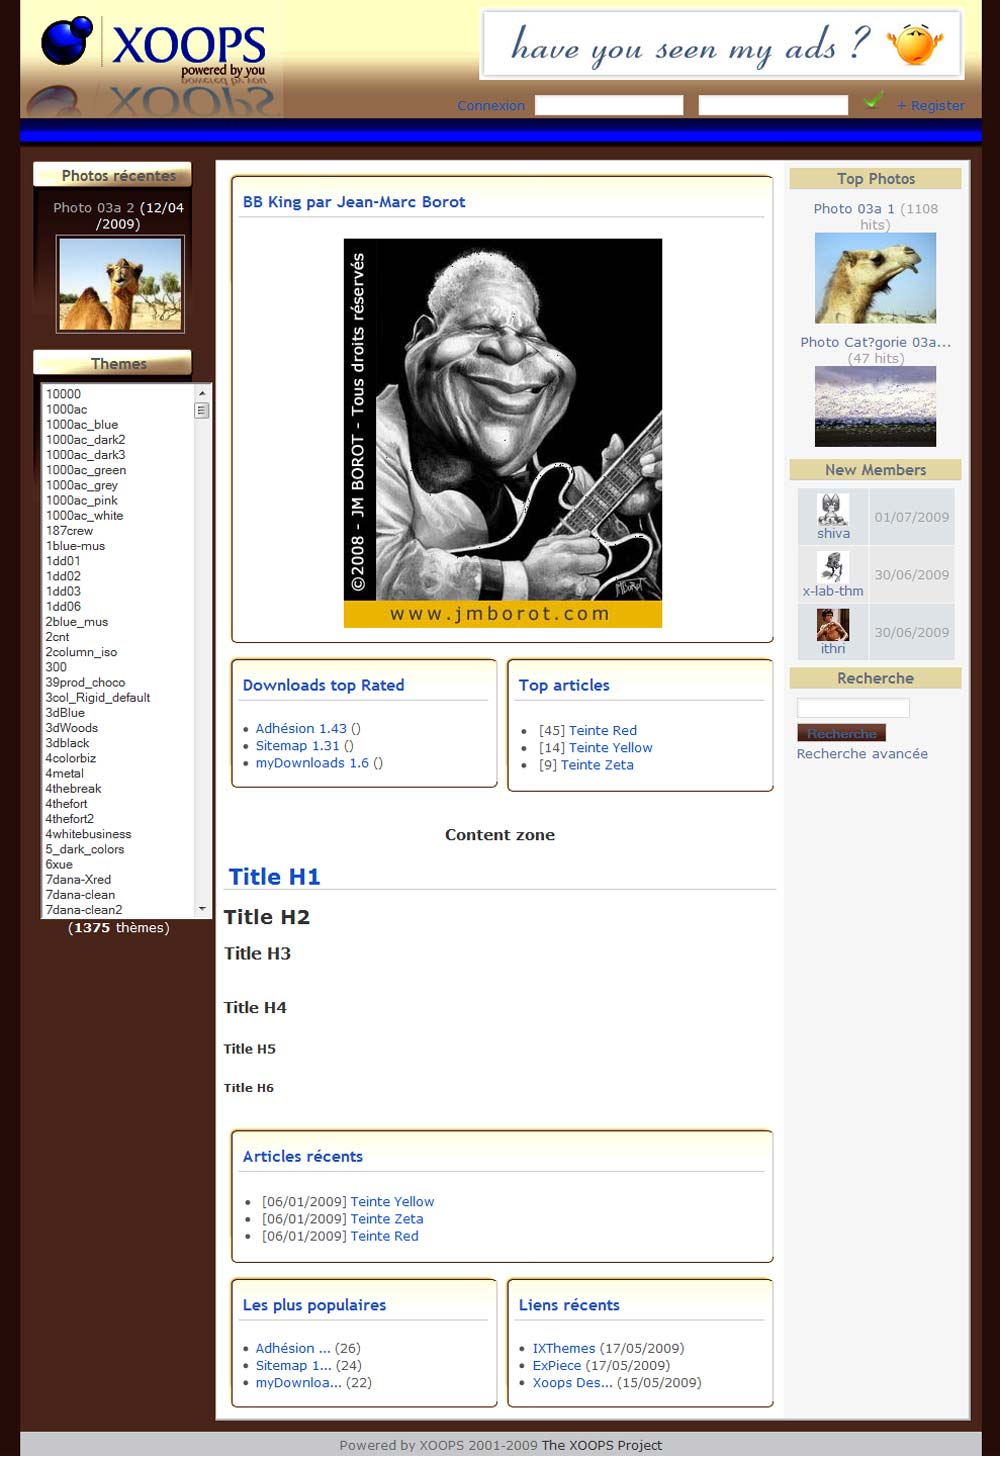 XOOPS
powered by you
have you seen my ads ?
Connexion
+ Register
Photos récentes
Photo 03a 2 (12/04
/2009)
Themes
10000
1000ac
1000ac_blue
1000ac_dark2
1000ac_dark3
1000ac_green
1000ac_grey
1000ac_pink
1000ac_white
187crew
1blue-mus
1dd01
1dd02
1dd03
1dd06
2blue_mus
2cnt
2column_iso
300
39prod_choco
3col_Rigid_default
3dBlue
3dWoods
3dblack
4colorbiz
4metal
4thebreak
4thefort
4thefort2
4whitebusiness
5_dark_colors
6xue
7dana-Xred
7dana-clean
7dana-clean2
(1375 thèmes)
BB King par Jean-Marc Borot
©2008 - JM BOROT - Tous droits réservés
JMBOROT
www.jmborot.com
Downloads top Rated
Adhésion 1.43 ()
Sitemap 1.31 ()
myDownloads 1.6 ()
Top articles
[45] Teinte Red
[14] Teinte Yellow
[9] Teinte Zeta
Content zone
Title H1
Title H2
Title H3
Title H4
Title H5
Title H6
Articles récents
[06/01/2009] Teinte Yellow
[06/01/2009] Teinte Zeta
[06/01/2009] Teinte Red
Les plus populaires
Adhésion ... (26)
Sitemap 1... (24)
myDownloa... (22)
Liens récents
IXThemes (17/05/2009)
ExPiece (17/05/2009)
Xoops Des... (15/05/2009)
Top Photos
Photo 03a 1 (1108
hits)
Photo Cat?gorie 03a...
(47 hits)
New Members
shiva 01/07/2009
x-lab-thm 30/06/2009
ithri 30/06/2009
Recherche
Recherche
Recherche avancée
Powered by XOOPS 2001-2009 The XOOPS Project